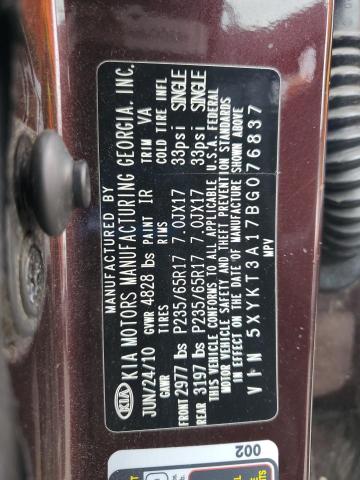 MANUFACTURED BY
KIA KIA MOTORS MANUFACTURING GEORGIA. INC.
JUN/24/10 GVWR 4828 lbs PAINT IR TRIM VA
GAWR TIRES RIMS COLD TIRE INFL
FRONT 2977 lbs P235/65R17 7.0JX17 33psi SINGLE
REAR 3197 lbs P235/65R17 7.0JX17 33psi SINGLE
THIS VEHICLE CONFORMS TO ALL APPLICABLE U.S.A. FEDERAL
MOTOR VEHICLE SAFETY AND THEFT PREVENTION STANDARDS
IN EFFECT ON THE DATE OF MANUFACTURE SHOWN ABOVE
VIN 5XYKT3A17BG076837
MPV
002